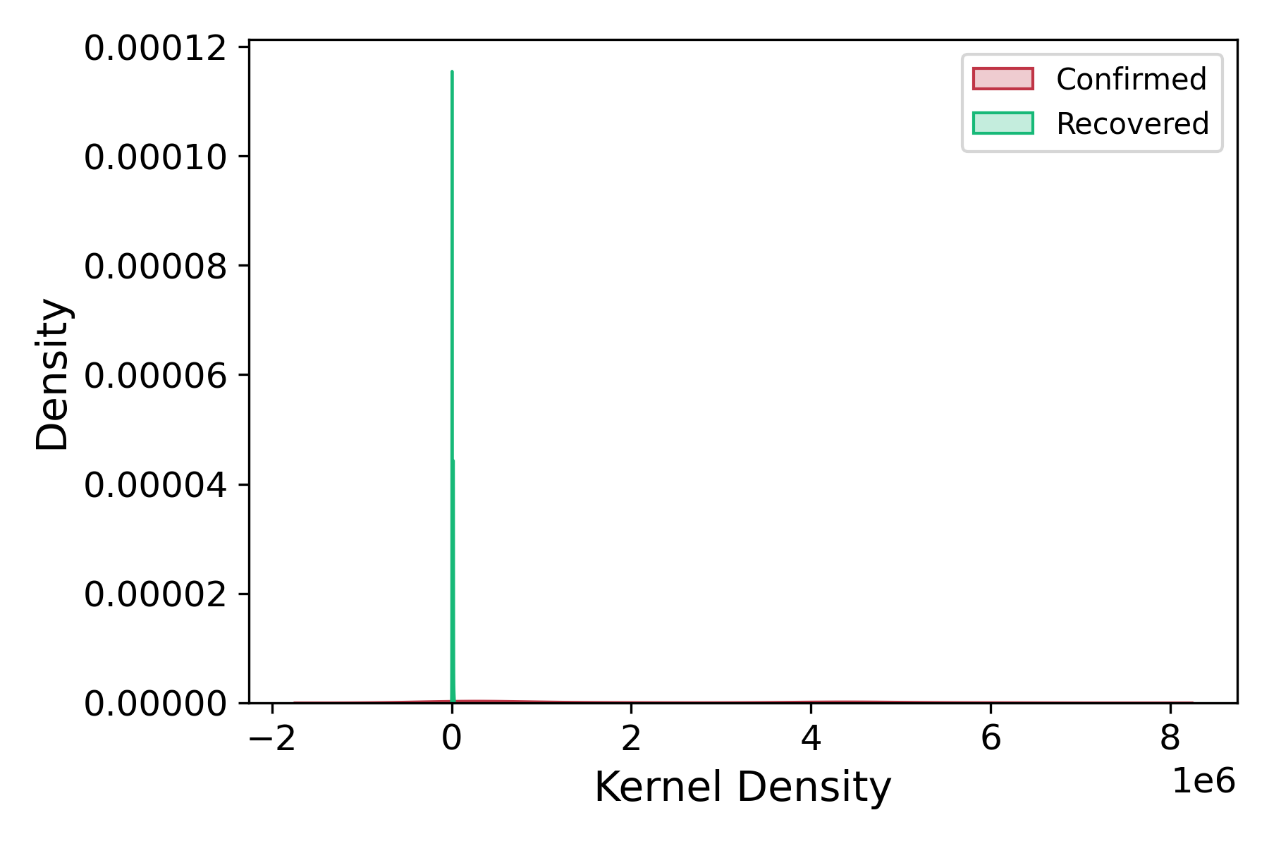 0.00012
0.00010
0.00008
0.00006
0.00004
0.00002
0.00000
Density
Confirmed
Recovered
−2 0 2 4 6 8
1e6
Kernel Density